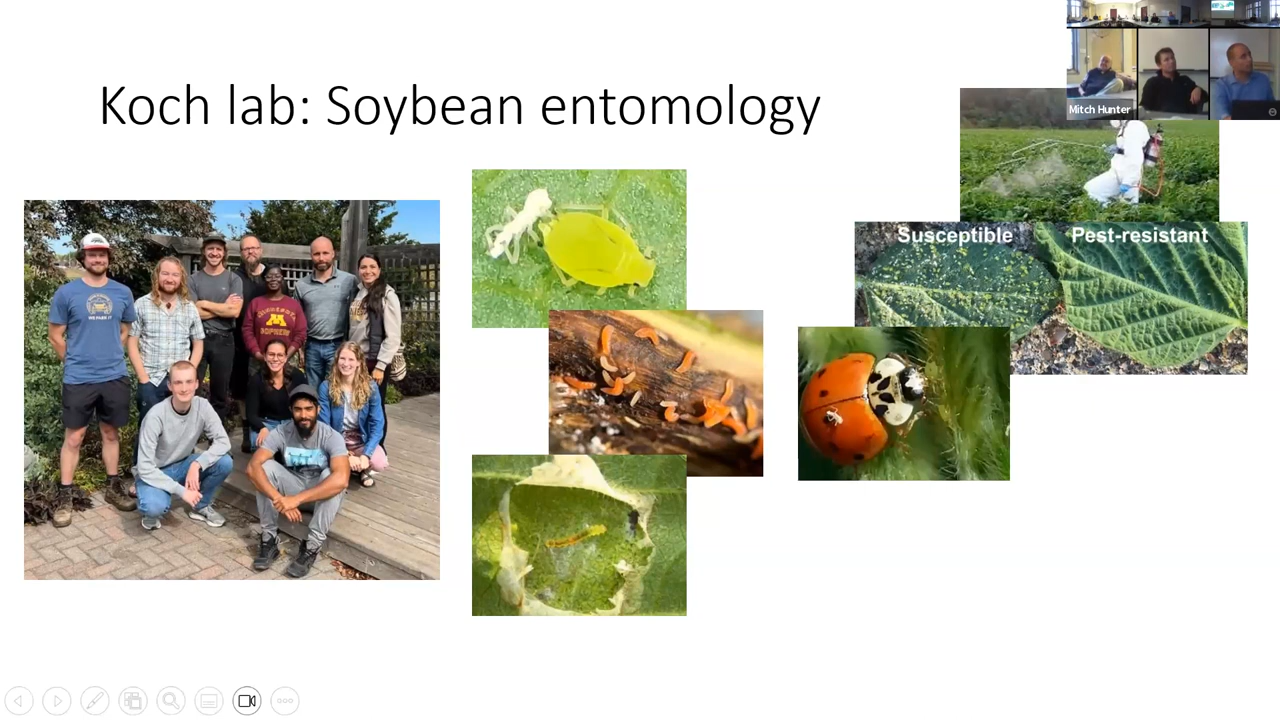 Koch lab: Soybean entomology
Mitch Hunter
Susceptible
Pest-resistant